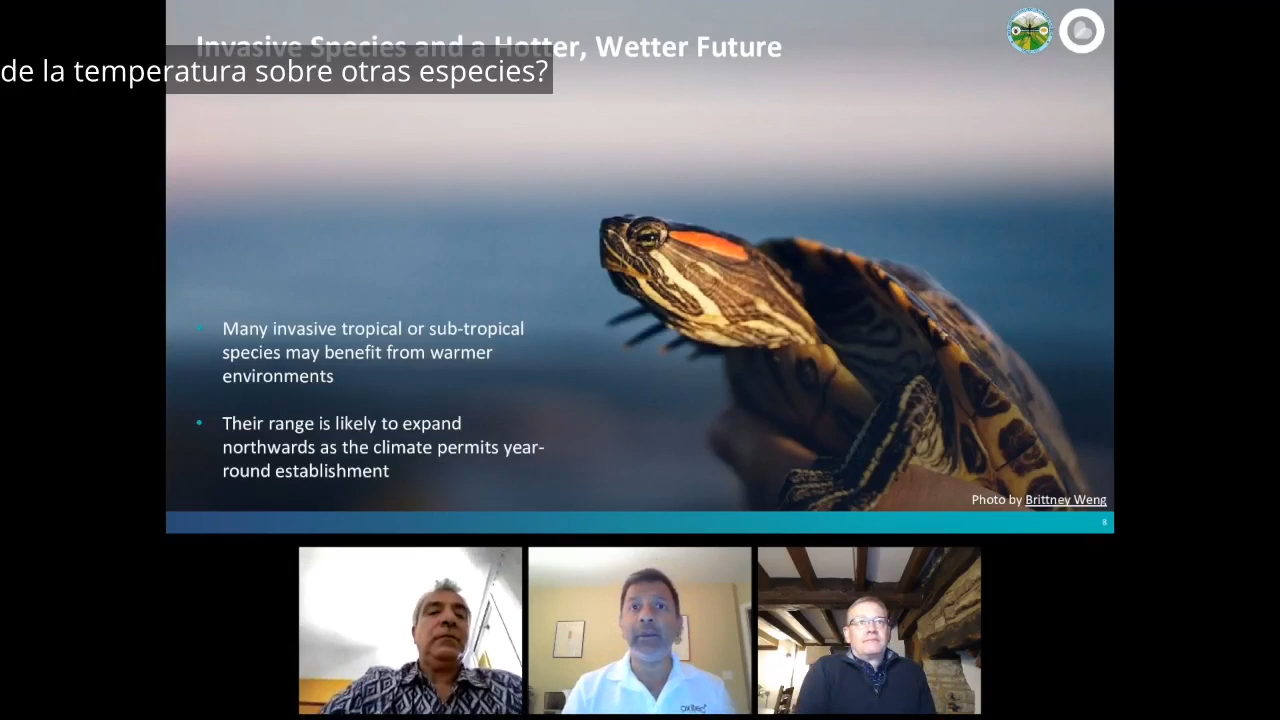 Invasive Species and a Hotter, Wetter Future
de la temperatura sobre otras especies?
• Many invasive tropical or sub-tropical
species may benefit from warmer
environments
• Their range is likely to expand
northwards as the climate permits year-
round establishment
Photo by Brittney Weng
8
oxitec